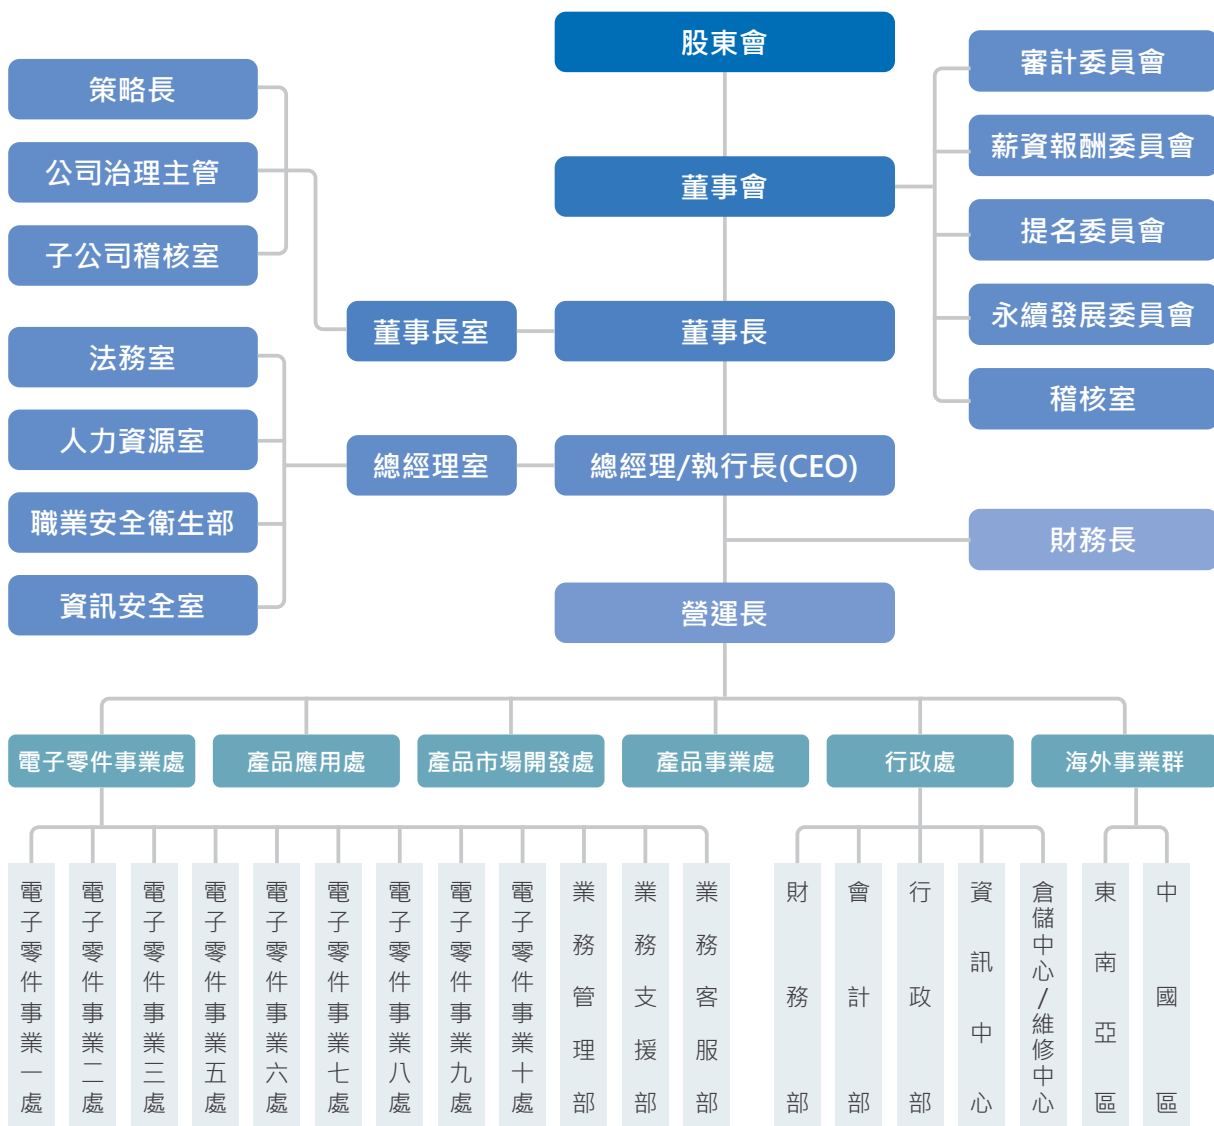 股東會
董事會
審計委員會
薪資報酬委員會
提名委員會
永續發展委員會
稽核室
董事長
董事長室
策略長
公司治理主管
子公司稽核室
總經理/執行長(CEO)
總經理室
法務室
人力資源室
職業安全衛生部
資訊安全室
財務長
營運長
電子零件事業處
產品應用處
產品市場開發處
產品事業處
行政處
海外事業群
電子零件事業一處
電子零件事業二處
電子零件事業三處
電子零件事業五處
電子零件事業六處
電子零件事業七處
電子零件事業八處
電子零件事業九處
電子零件事業十處
業務管理部
業務支援部
業務客服部
財務部
會計部
行政部
資訊中心
倉儲中心/維修中心
東南亞區
中國區